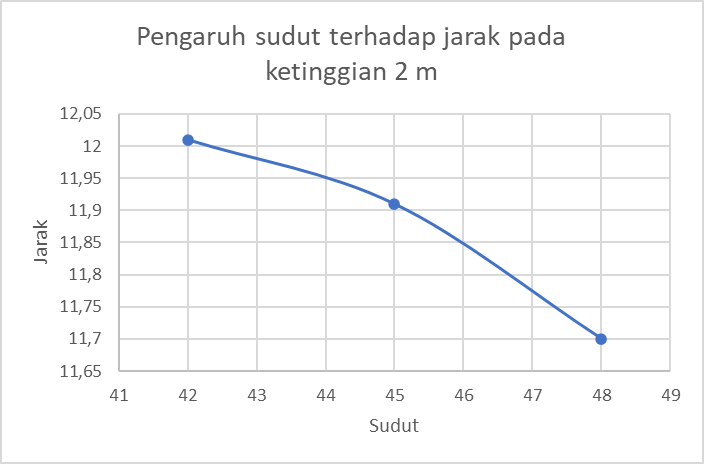 Pengaruh sudut terhadap jarak pada
ketinggian 2 m
12,05
12
11,95
11,9
11,85
11,8
11,75
11,7
11,65
Jarak
41 42 43 44 45 46 47 48 49
Sudut